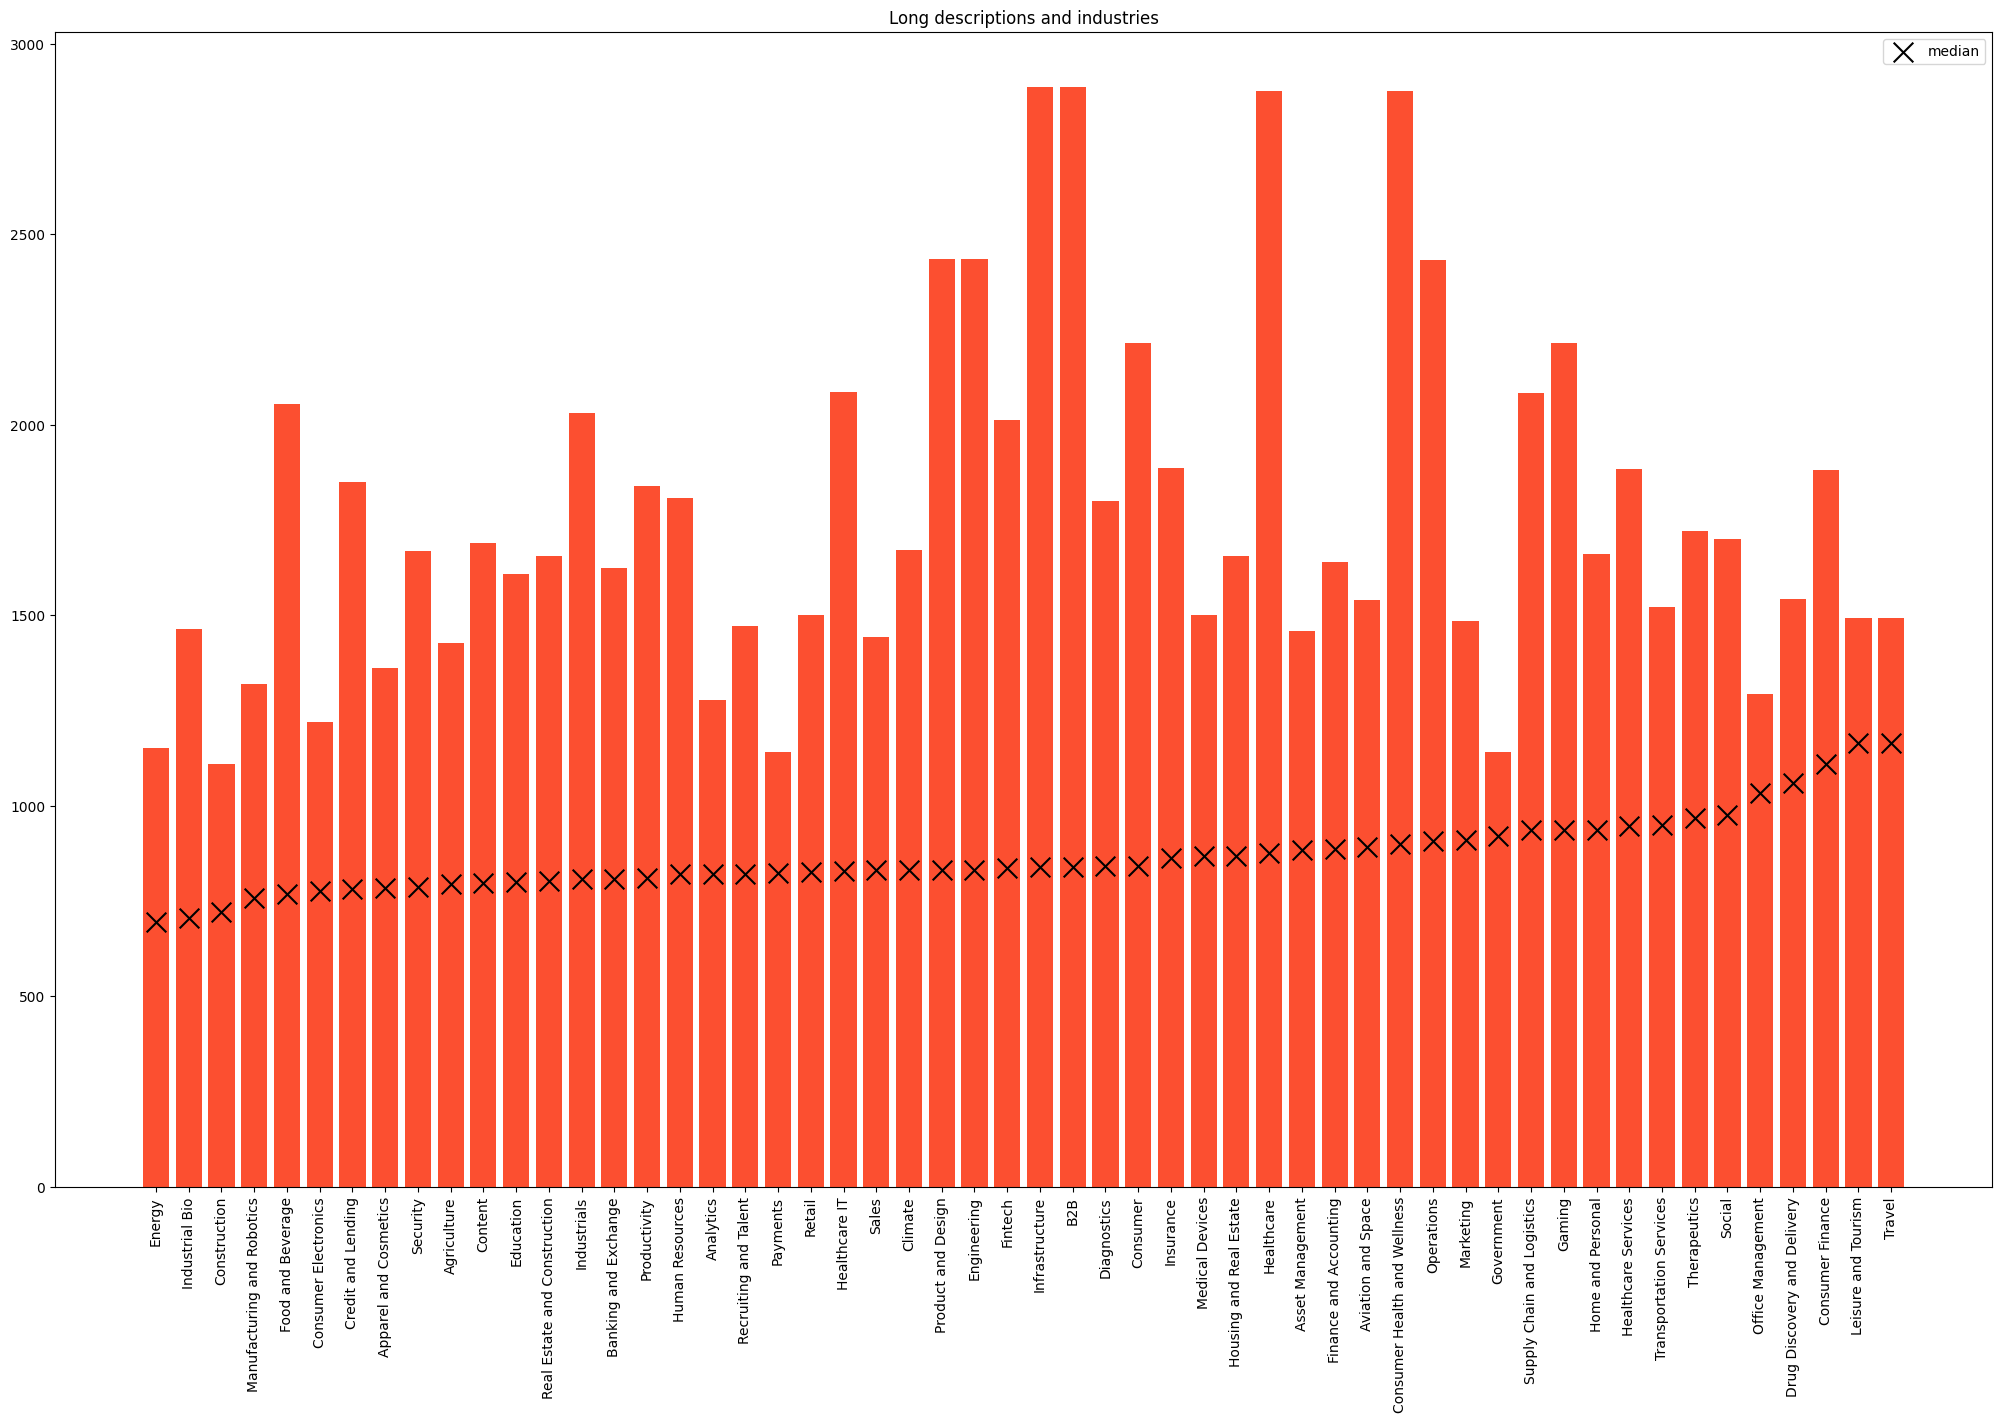 Long descriptions and industries
median
3000
2500
2000
1500
1000
500
0
Energy
Industrial Bio
Construction
Manufacturing and Robotics
Food and Beverage
Consumer Electronics
Credit and Lending
Apparel and Cosmetics
Security
Agriculture
Content
Education
Real Estate and Construction
Industrials
Banking and Exchange
Productivity
Human Resources
Analytics
Recruiting and Talent
Payments
Retail
Healthcare IT
Sales
Climate
Product and Design
Engineering
Fintech
Infrastructure
B2B
Diagnostics
Consumer
Insurance
Medical Devices
Housing and Real Estate
Healthcare
Asset Management
Finance and Accounting
Aviation and Space
Consumer Health and Wellness
Operations
Marketing
Government
Supply Chain and Logistics
Gaming
Home and Personal
Healthcare Services
Transportation Services
Therapeutics
Social
Office Management
Drug Discovery and Delivery
Consumer Finance
Leisure and Tourism
Travel